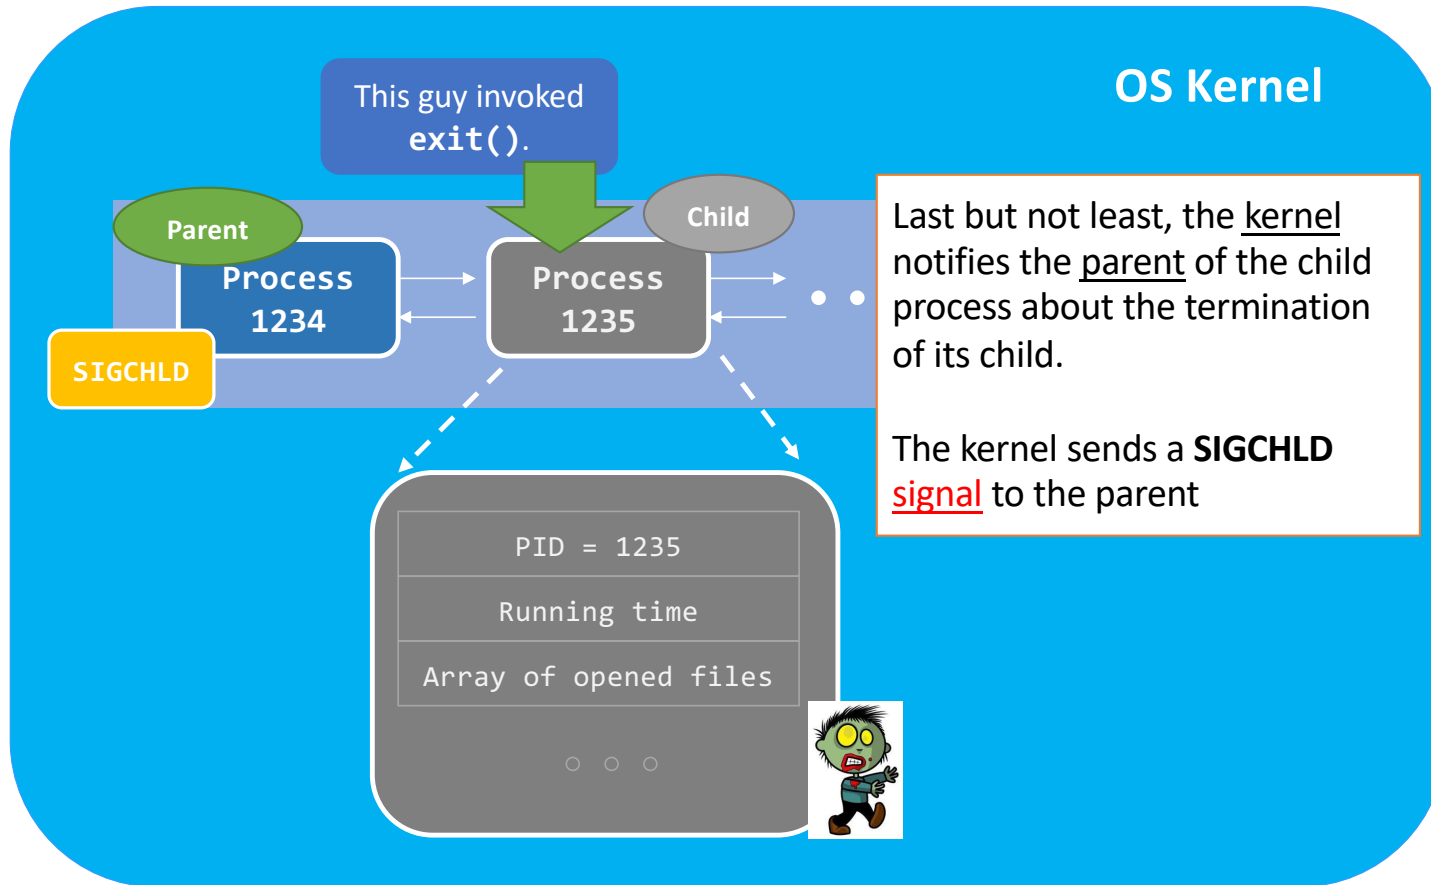 OS Kernel
This guy invoked
exit().
Parent
Child
Process
1234
Process
1235
SIGCHLD
Last but not least, the kernel
notifies the parent of the child
process about the termination
of its child.
The kernel sends a SIGCHLD
signal to the parent
PID = 1235
Running time
Array of opened files